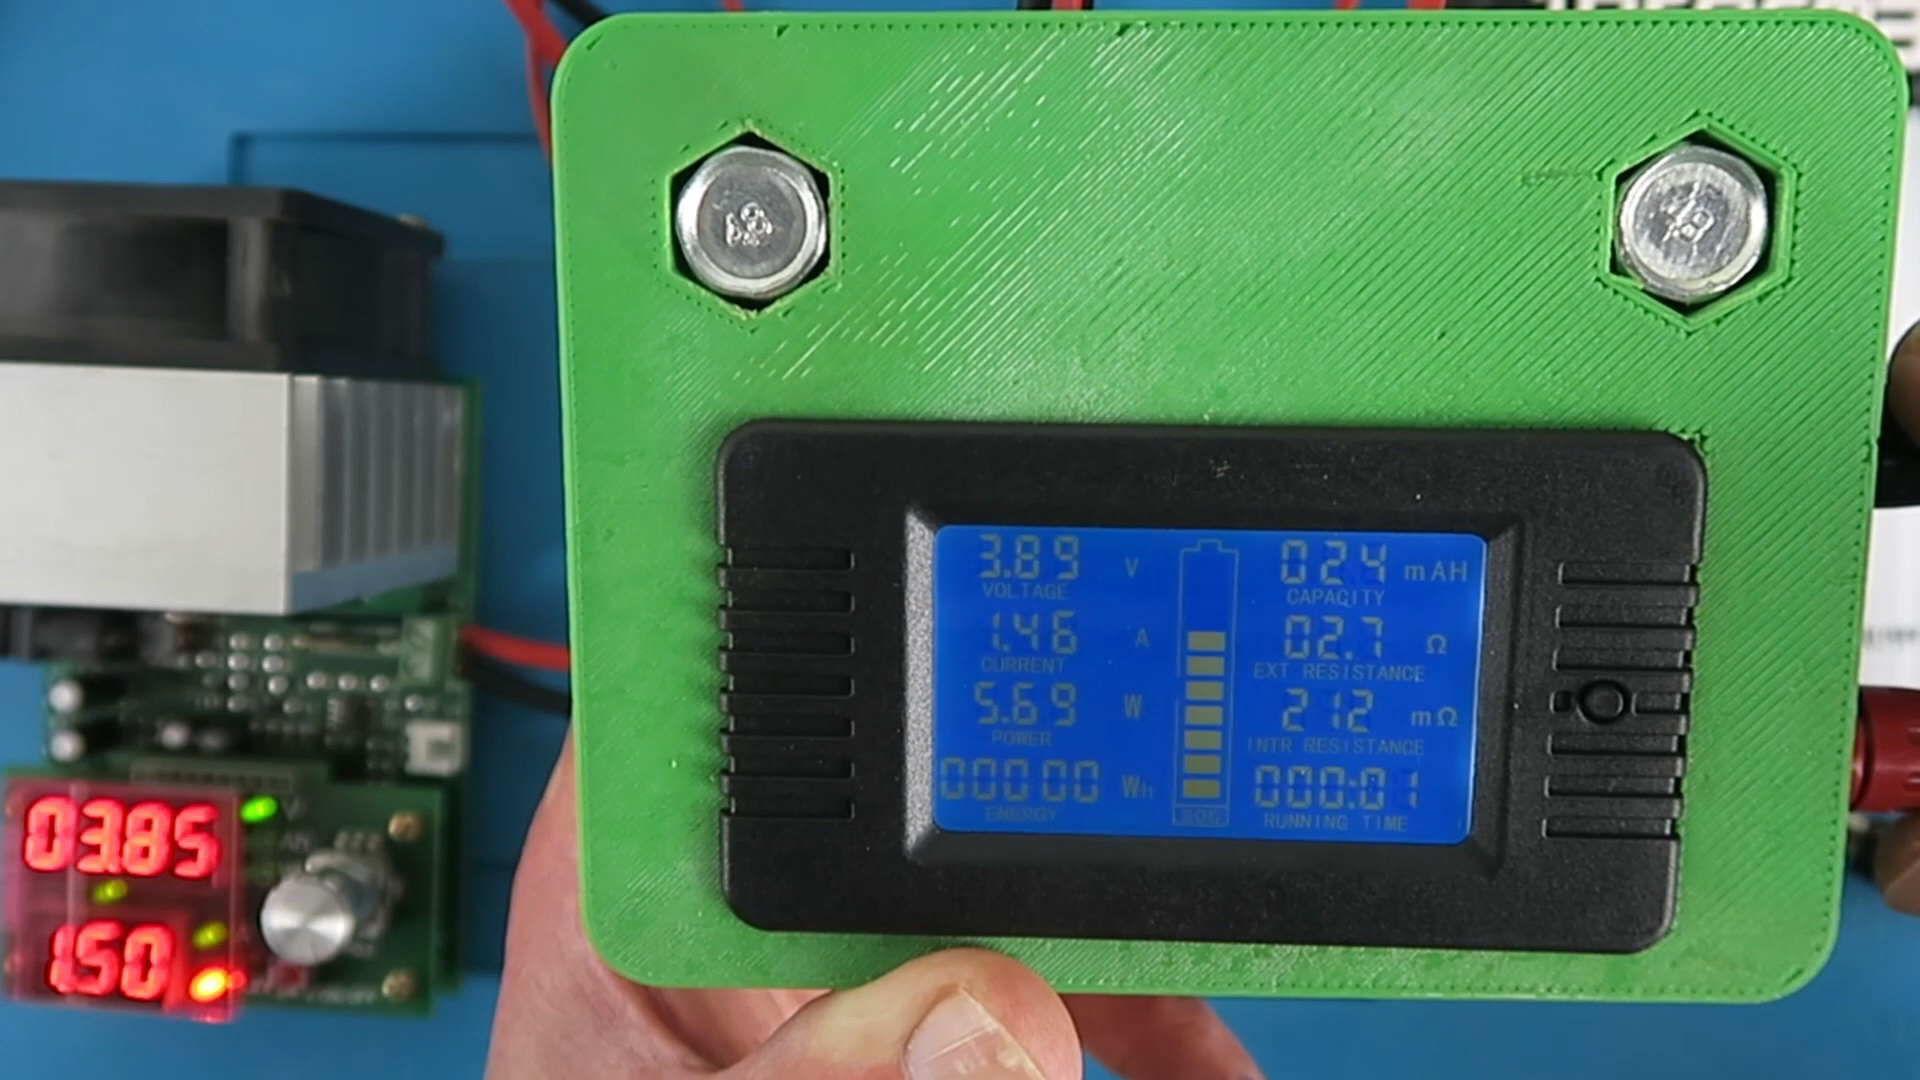 3.89 V
VOLTAGE
1.46 A
CURRENT
5.69 W
POWER
00000 Wh
ENERGY
024 mAH
CAPACITY
02.7 Ω
EXT RESISTANCE
212 mΩ
INTR RESISTANCE
000:01
RUNNING TIME
03.85
1.50